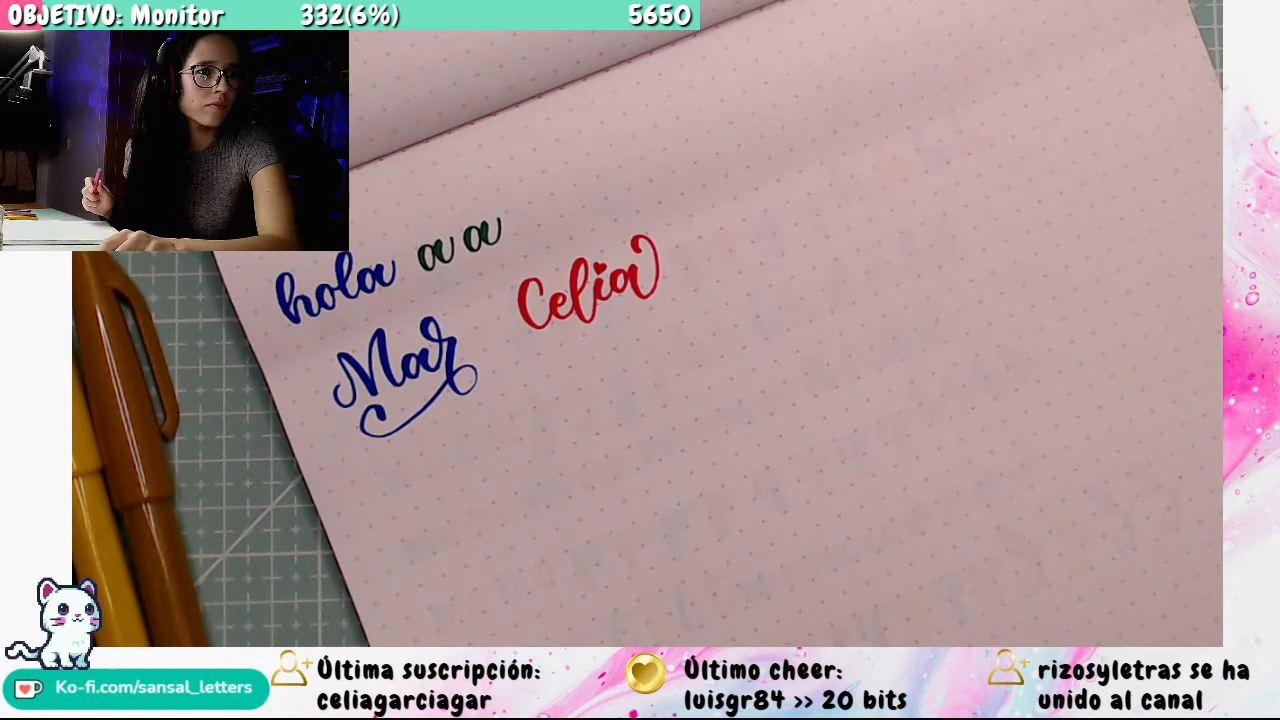 OBJETIVO: Monitor 332(6%) 5650
hola a a
Celia
Mar
Ko-fi.com/sansal_letters
Última suscripción:
celiagarciagar
Último cheer:
luisgr84 >> 20 bits
rizosyletras se ha
unido al canal